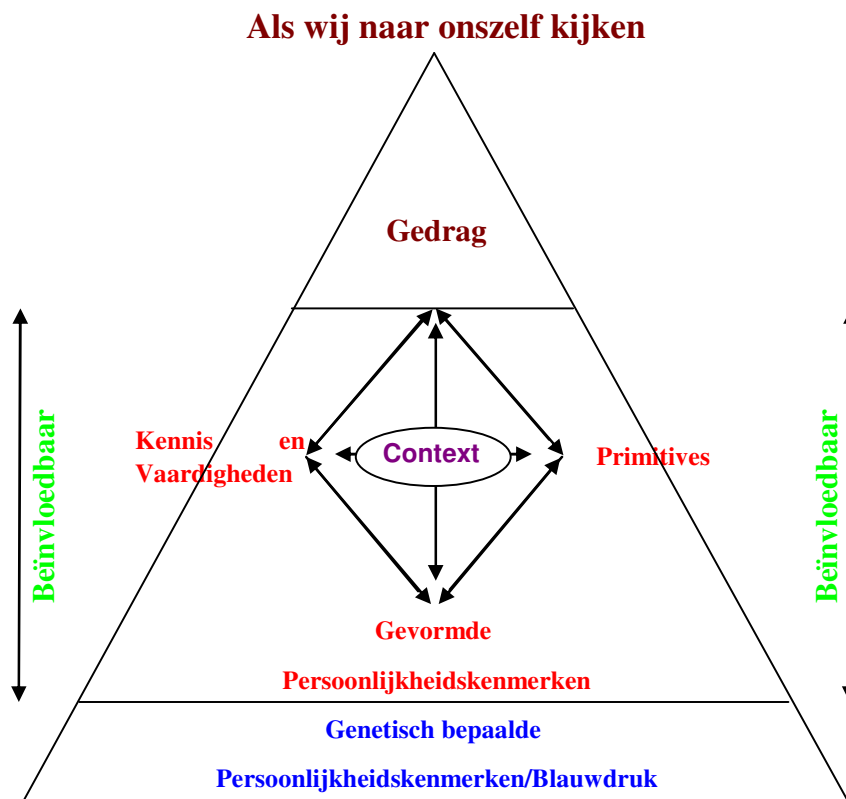 Als wij naar onszelf kijken
Gedrag
Beïnvloedbaar
Kennis en
Vaardigheden
Context
Primitives
Beïnvloedbaar
Gevormde
Persoonlijkheidskenmerken
Genetisch bepaalde
Persoonlijkheidskenmerken/Blauwdruk